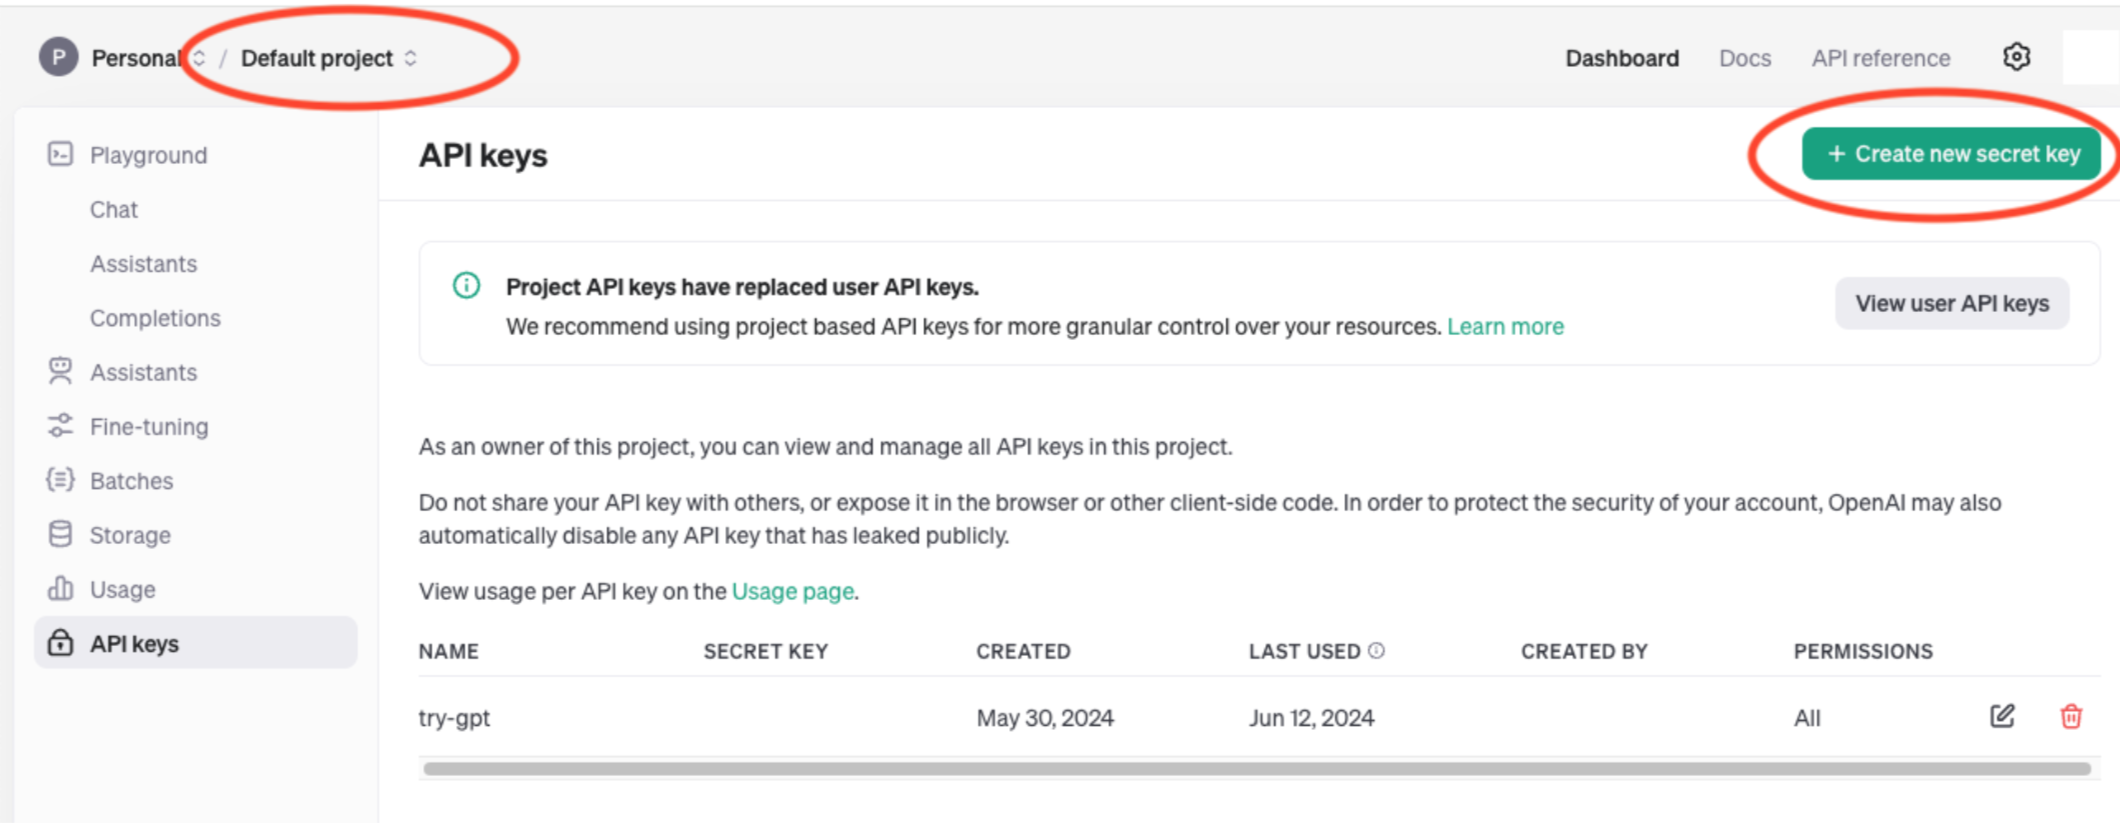 P Personal / Default project
Dashboard Docs API reference
Playground
Chat
Assistants
Completions
Assistants
Fine-tuning
Batches
Storage
Usage
API keys
API keys
+ Create new secret key
Project API keys have replaced user API keys.
We recommend using project based API keys for more granular control over your resources. Learn more
View user API keys
As an owner of this project, you can view and manage all API keys in this project.
Do not share your API key with others, or expose it in the browser or other client-side code. In order to protect the security of your account, OpenAI may also
automatically disable any API key that has leaked publicly.
View usage per API key on the Usage page.
NAME SECRET KEY CREATED LAST USED CREATED BY PERMISSIONS
try-gpt May 30, 2024 Jun 12, 2024 All